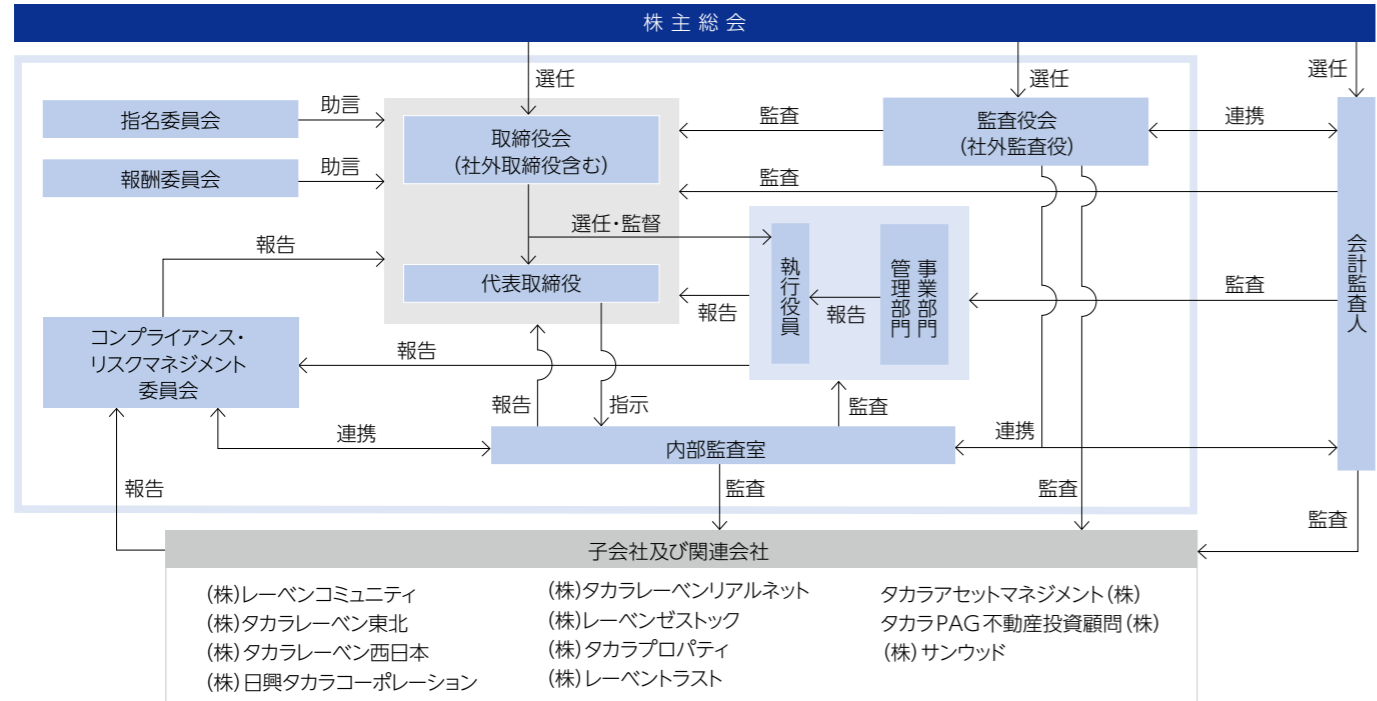 株主総会
選任
選任
選任
指名委員会
助言
取締役会
(社外取締役含む)
監査
監査役会
(社外監査役)
連携
報酬委員会
助言
監査
選任・監督
報告
代表取締役
執行役員
報告
事業部門
管理部門
報告
監査
会計監査人
コンプライアンス・
リスクマネジメント
委員会
報告
報告
指示
監査
連携
連携
内部監査室
報告
監査
監査
監査
子会社及び関連会社
(株)レーベンコミュニティ
(株)タカラレーベン東北
(株)タカラレーベン西日本
(株)日興タカラコーポレーション
(株)タカラレーベンリアルネット
(株)レーベンゼストック
(株)タカラプロパティ
(株)レーベントラスト
タカラアセットマネジメント(株)
タカラPAG不動産投資顧問(株)
(株)サンウッド